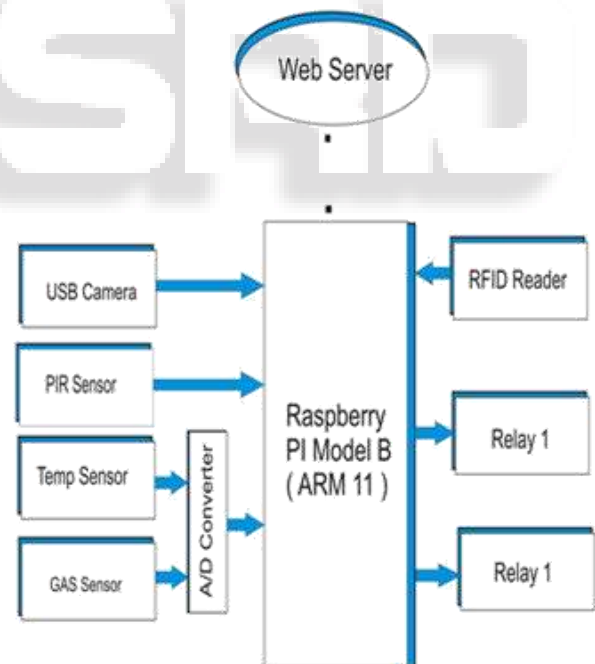 Web Server
USB Camera
PIR Sensor
Temp Sensor
GAS Sensor
A/D Converter
Raspberry
PI Model B
( ARM 11 )
RFID Reader
Relay 1
Relay 1